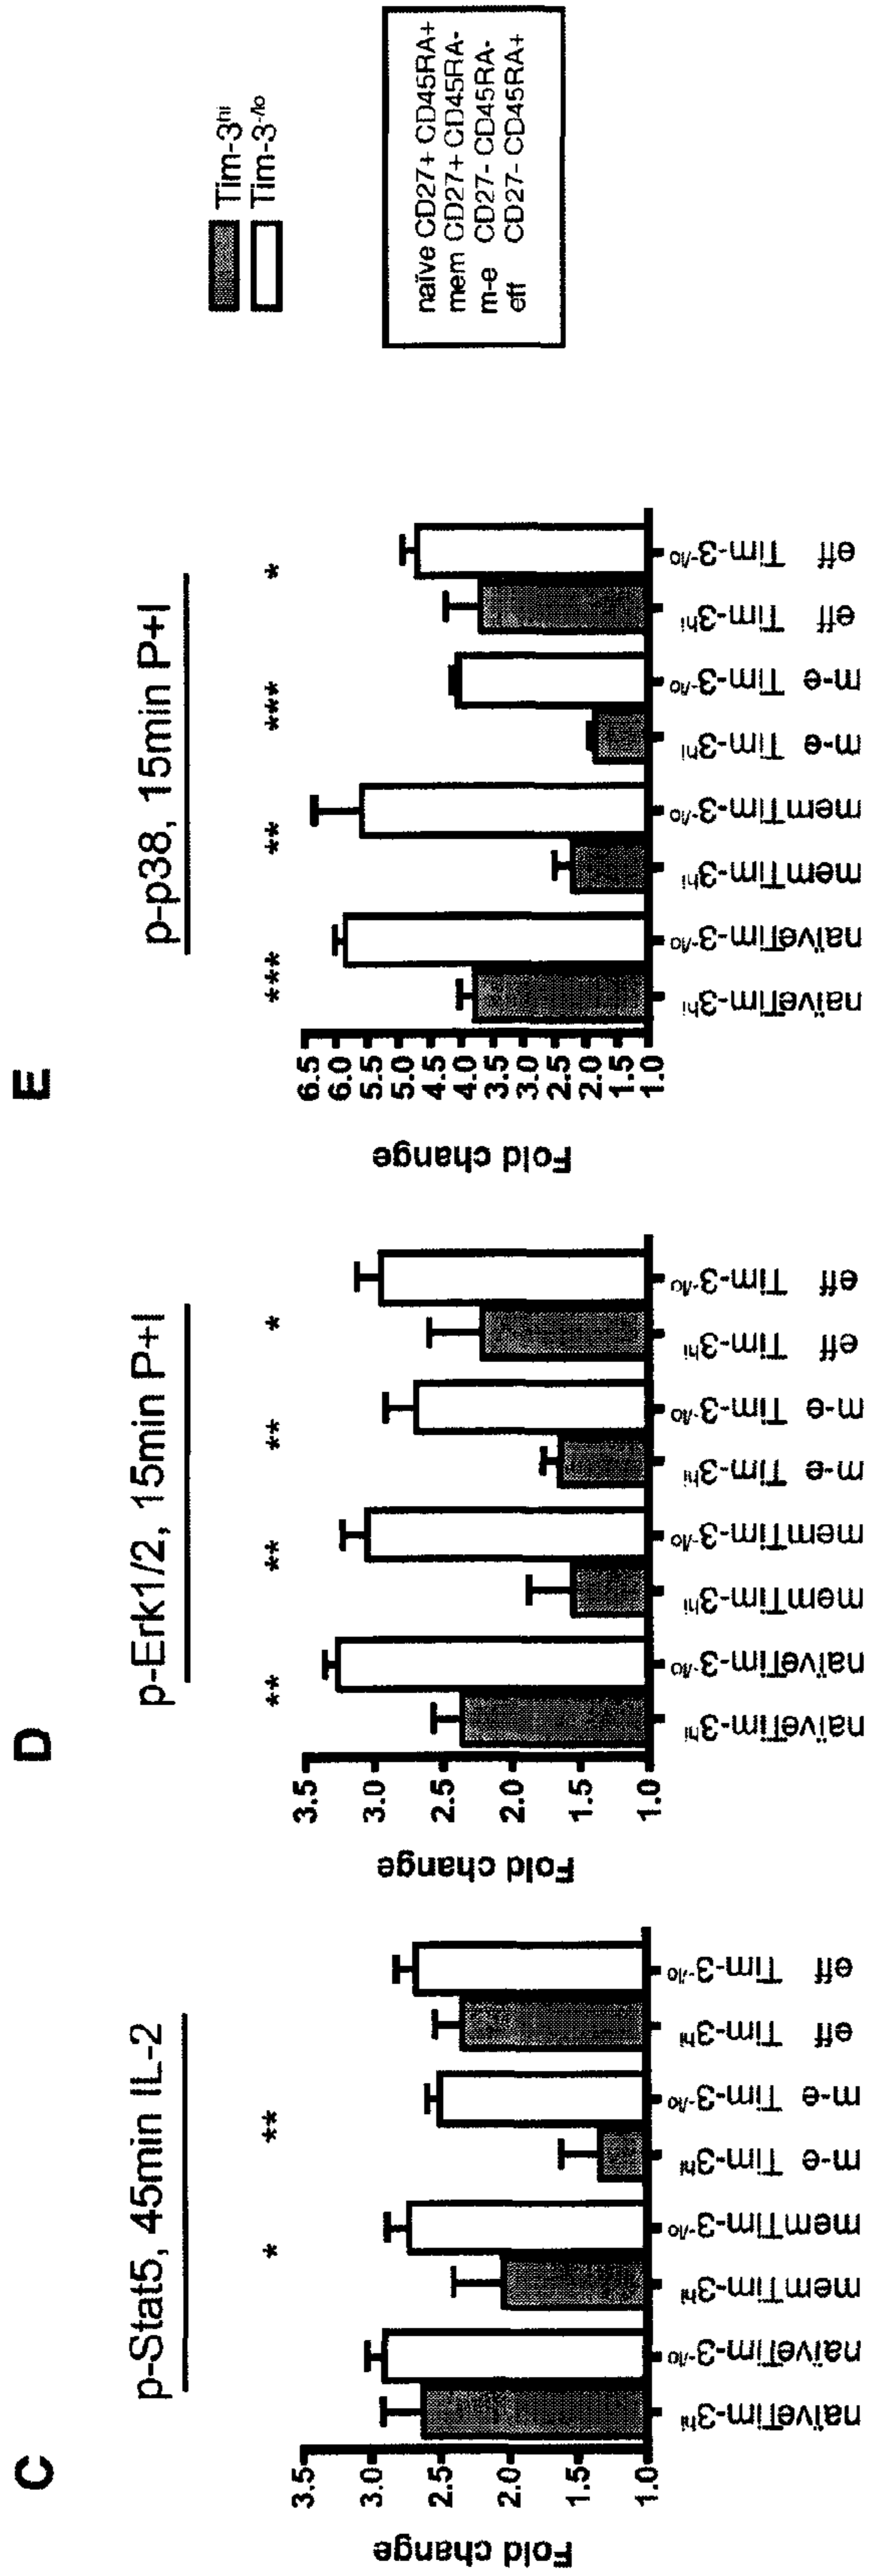 C
p-Stat5, 45min IL-2
* **
Fold change
3.5
3.0
2.5
2.0
1.5
1.0
naïveTim-3hi
naïveTim-3-/lo
memTim-3hi
memTim-3-/lo
m-e Tim-3hi
m-e Tim-3-/lo
eff Tim-3hi
eff Tim-3-/lo
D
p-Erk1/2, 15min P+I
** ** ** *
Fold change
3.5
3.0
2.5
2.0
1.5
1.0
naïveTim-3hi
naïveTim-3-/lo
memTim-3hi
memTim-3-/lo
m-e Tim-3hi
m-e Tim-3-/lo
eff Tim-3hi
eff Tim-3-/lo
E
p-p38, 15min P+I
*** ** *** *
Fold change
6.5
6.0
5.5
5.0
4.5
4.0
3.5
3.0
2.5
2.0
1.5
1.0
naïveTim-3hi
naïveTim-3-/lo
memTim-3hi
memTim-3-/lo
m-e Tim-3hi
m-e Tim-3-/lo
eff Tim-3hi
eff Tim-3-/lo
Tim-3hi
Tim-3-/lo
naïve CD27+ CD45RA+
mem CD27+ CD45RA-
m-e CD27- CD45RA-
eff CD27- CD45RA+